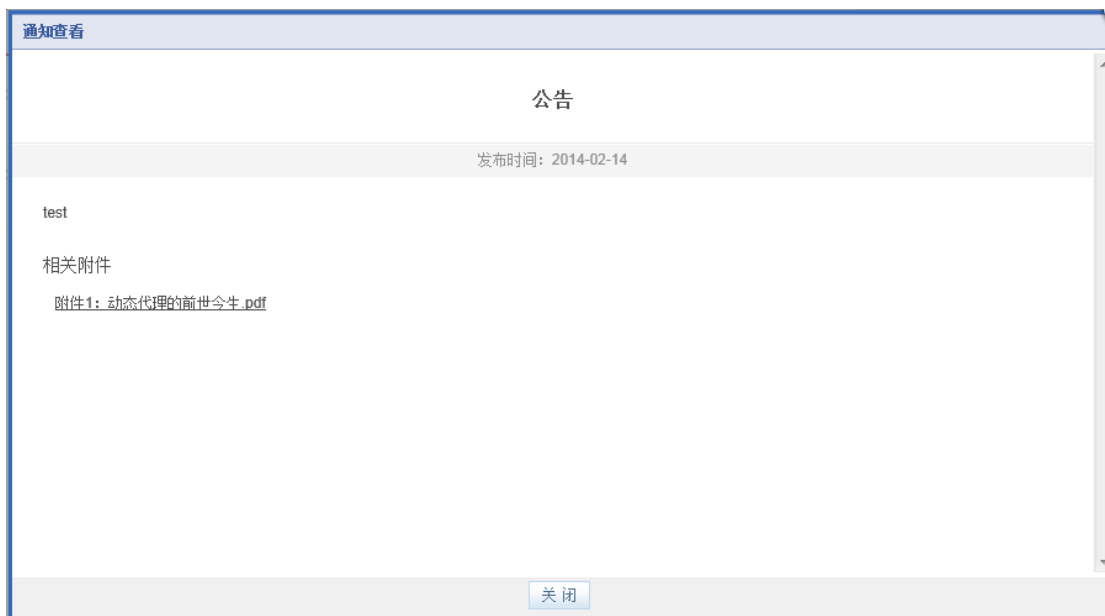 通知查看
公告
发布时间：2014-02-14
test
相关附件
附件1：动态代理的前世今生.pdf
关 闭